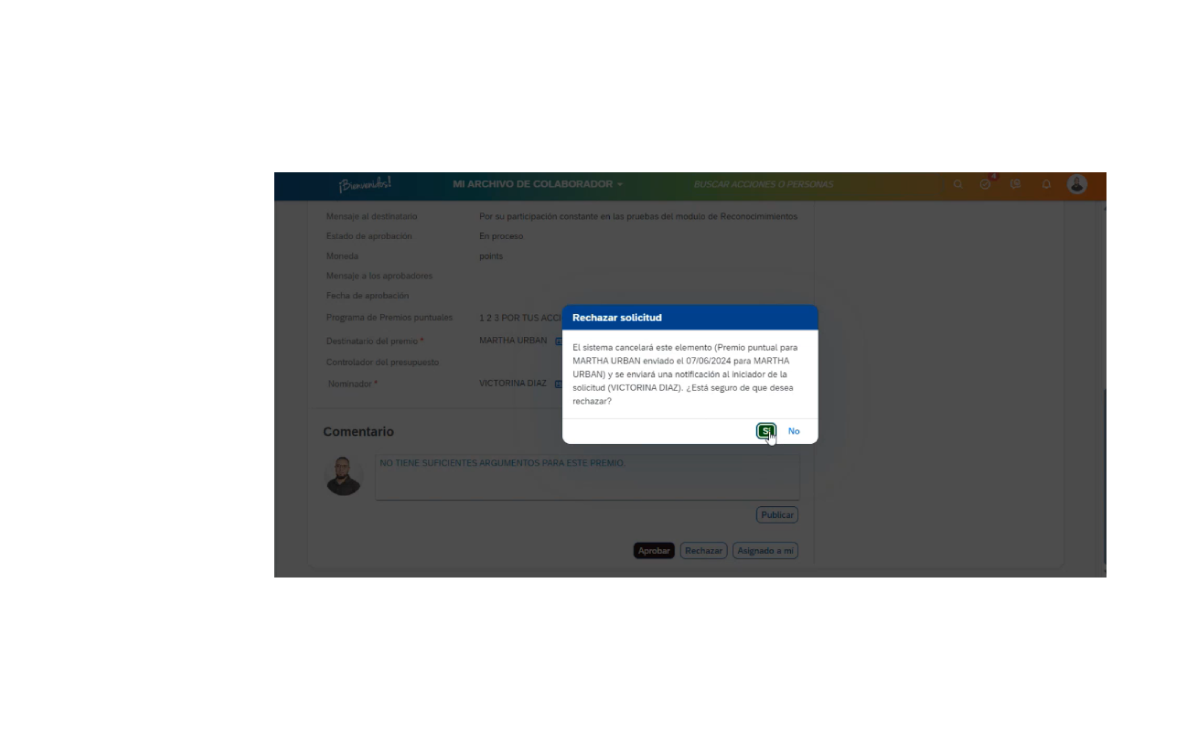 ¡Bienvenidos!
MI ARCHIVO DE COLABORADOR
BUSCAR ACCIONES O PERSONAS
Mensaje al destinatario Por su participación constante en las pruebas del modulo de Reconocimimientos
Estado de aprobación En proceso
Moneda points
Mensaje a los aprobadores
Fecha de aprobación
Programa de Premios puntuales 1 2 3 POR TUS ACC
Destinatario del premio * MARTHA URBAN
Controlador del presupuesto
Nominador * VICTORINA DIAZ
Rechazar solicitud
El sistema cancelará este elemento (Premio puntual para
MARTHA URBAN enviado el 07/06/2024 para MARTHA
URBAN) y se enviará una notificación al iniciador de la
solicitud (VICTORINA DIAZ). ¿Está seguro de que desea
rechazar?
Sí No
Comentario
NO TIENE SUFICIENTES ARGUMENTOS PARA ESTE PREMIO.
Publicar
Aprobar Rechazar Asignado a mí